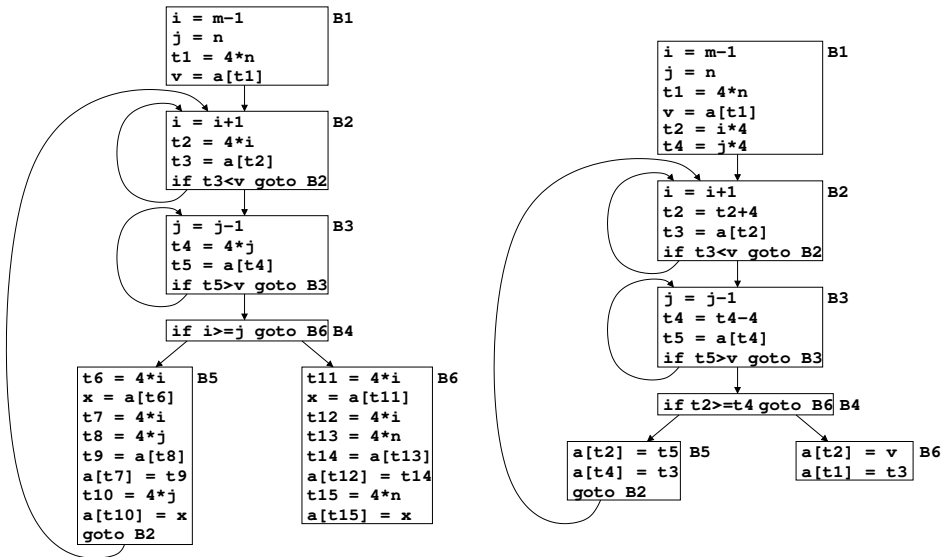 i = m-1
j = n
t1 = 4*n
v = a[t1]
B1
i = i+1
t2 = 4*i
t3 = a[t2]
if t3<v goto B2
B2
j = j-1
t4 = 4*j
t5 = a[t4]
if t5>v goto B3
B3
if i>=j goto B6 B4
t6 = 4*i
x = a[t6]
t7 = 4*i
t8 = 4*j
t9 = a[t8]
a[t7] = t9
t10 = 4*j
a[t10] = x
goto B2
B5
t11 = 4*i
x = a[t11]
t12 = 4*i
t13 = 4*n
t14 = a[t13]
a[t12] = t14
t15 = 4*n
a[t15] = x
B6
i = m-1
j = n
t1 = 4*n
v = a[t1]
t2 = i*4
t4 = j*4
B1
i = i+1
t2 = t2+4
t3 = a[t2]
if t3<v goto B2
B2
j = j-1
t4 = t4-4
t5 = a[t4]
if t5>v goto B3
B3
if t2>=t4 goto B6 B4
a[t2] = t5
a[t4] = t3
goto B2
B5
a[t2] = v
a[t1] = t3
B6